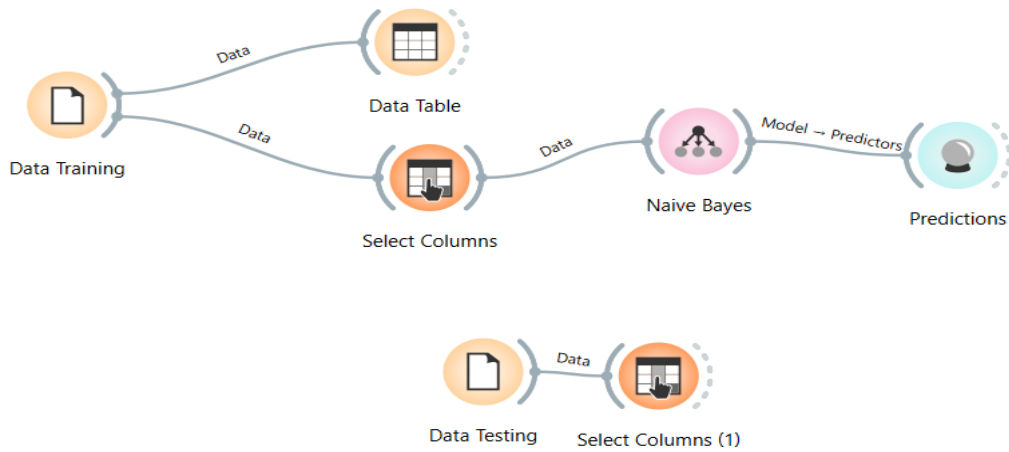 Data
Data Table
Data Training
Data
Select Columns
Data
Naive Bayes
Model → Predictors
Predictions
Data Testing
Data
Select Columns (1)